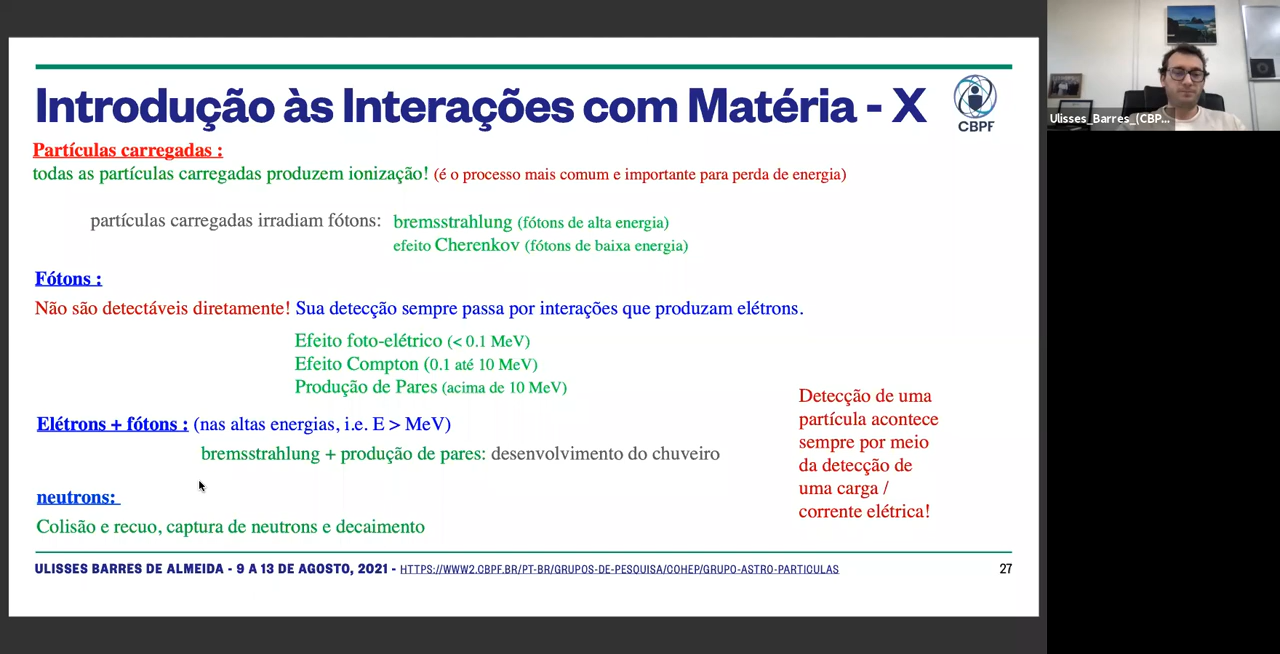 Introdução às Interações com Matéria - X
CBPF
Partículas carregadas :
todas as partículas carregadas produzem ionização! (é o processo mais comum e importante para perda de energia)
partículas carregadas irradiam fótons: bremsstrahlung (fótons de alta energia)
efeito Cherenkov (fótons de baixa energia)
Fótons :
Não são detectáveis diretamente! Sua detecção sempre passa por interações que produzam elétrons.
Efeito foto-elétrico (< 0.1 MeV)
Efeito Compton (0.1 até 10 MeV)
Produção de Pares (acima de 10 MeV)
Elétrons + fótons : (nas altas energias, i.e. E > MeV)
bremsstrahlung + produção de pares: desenvolvimento do chuveiro
neutrons:
Colisão e recuo, captura de neutrons e decaimento
Detecção de uma
partícula acontece
sempre por meio
da detecção de
uma carga /
corrente elétrica!
ULISSES BARRES DE ALMEIDA - 9 A 13 DE AGOSTO, 2021 - HTTPS://WWW2.CBPF.BR/PT-BR/GRUPOS-DE-PESQUISA/COHEP/GRUPO-ASTRO-PARTICULAS
27
Ulisses_Barres_(CBP...